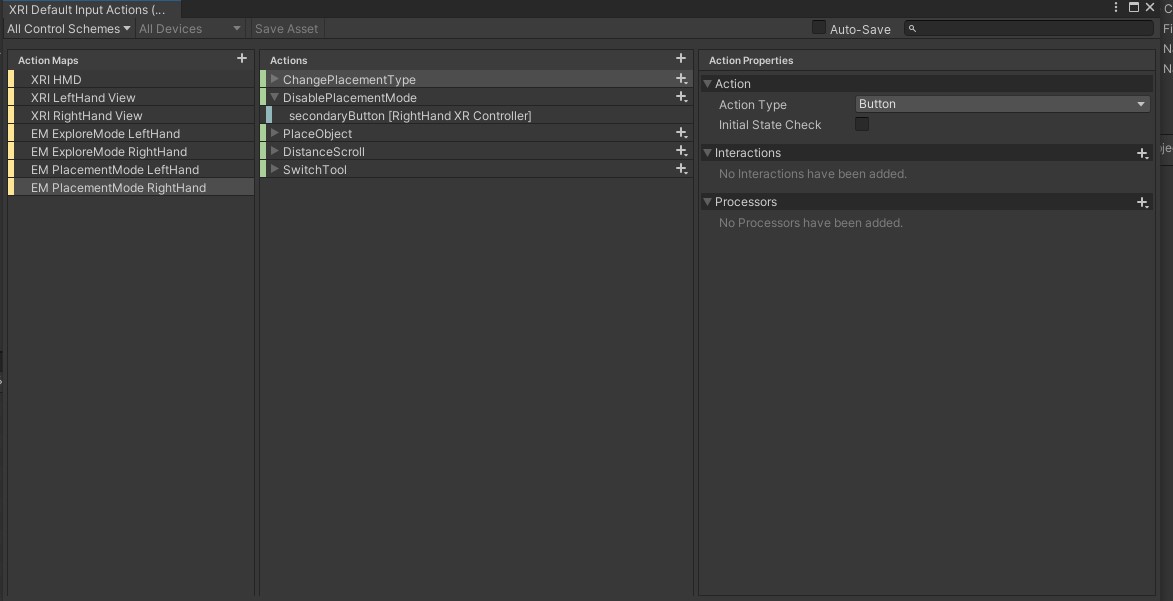 XRI Default Input Actions (...
All Control Schemes All Devices Save Asset Auto-Save
Action Maps
XRI HMD
XRI LeftHand View
XRI RightHand View
EM ExploreMode LeftHand
EM ExploreMode RightHand
EM PlacementMode LeftHand
EM PlacementMode RightHand
Actions
ChangePlacementType
DisablePlacementMode
secondaryButton [RightHand XR Controller]
PlaceObject
DistanceScroll
SwitchTool
Action Properties
Action
Action Type Button
Initial State Check
Interactions
No Interactions have been added.
Processors
No Processors have been added.